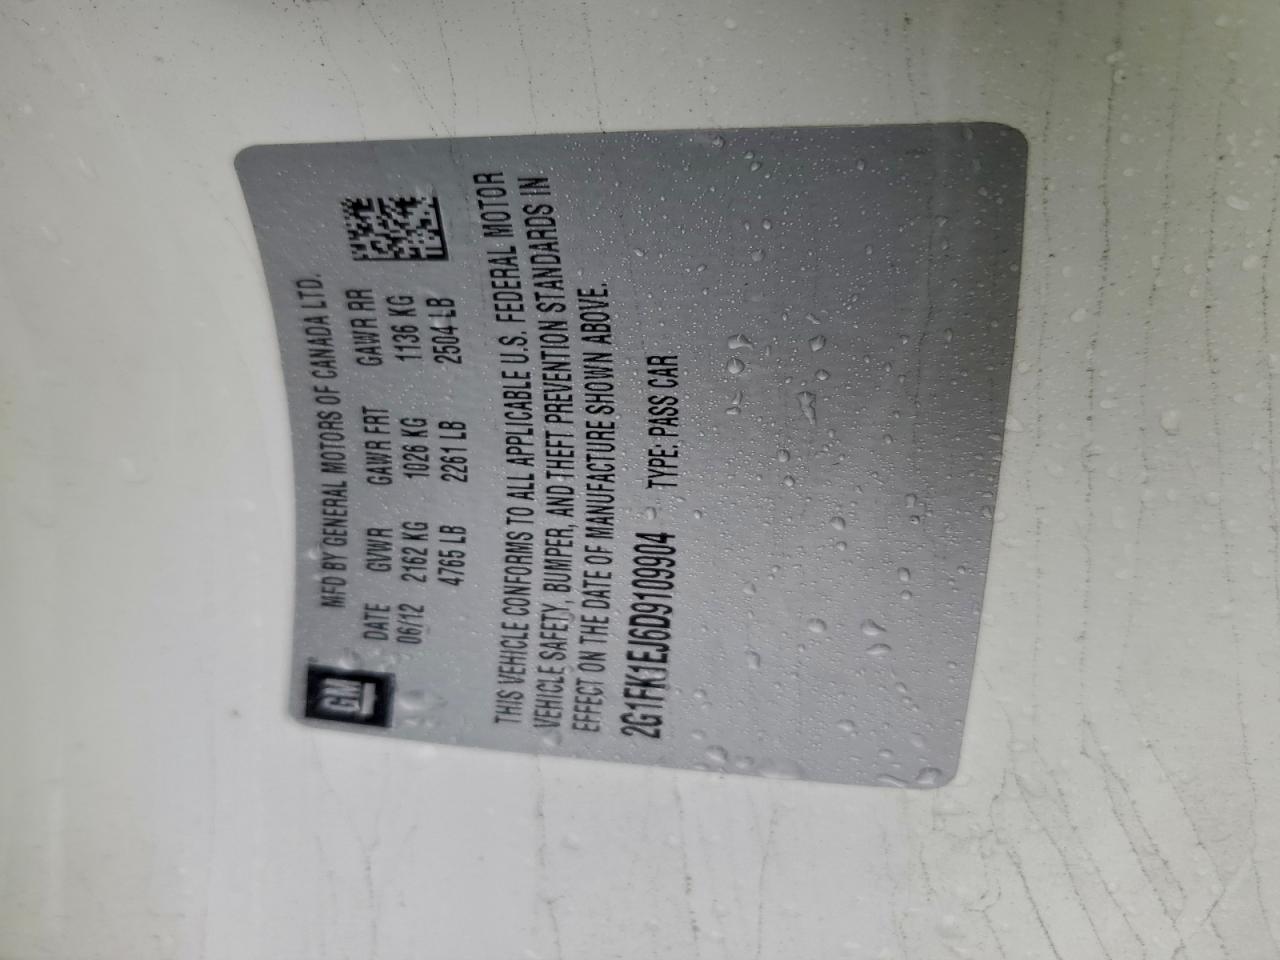 GM
MFD BY GENERAL MOTORS OF CANADA LTD.
DATE GVWR GAWR FRT GAWR RR
06/12 2162 KG 1026 KG 1136 KG
4765 LB 2261 LB 2504 LB
THIS VEHICLE CONFORMS TO ALL APPLICABLE U.S. FEDERAL MOTOR
VEHICLE SAFETY, BUMPER, AND THEFT PREVENTION STANDARDS IN
EFFECT ON THE DATE OF MANUFACTURE SHOWN ABOVE.
2G1FK1EJ6D9109904 TYPE: PASS CAR